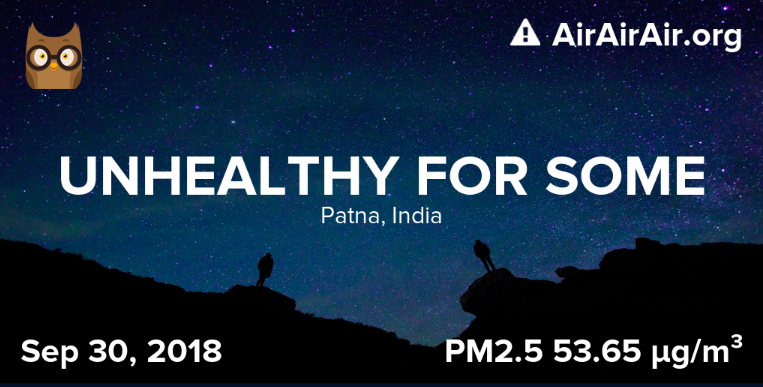 AirAirAir.org
UNHEALTHY FOR SOME
Patna, India
Sep 30, 2018
PM2.5 53.65 µg/m³